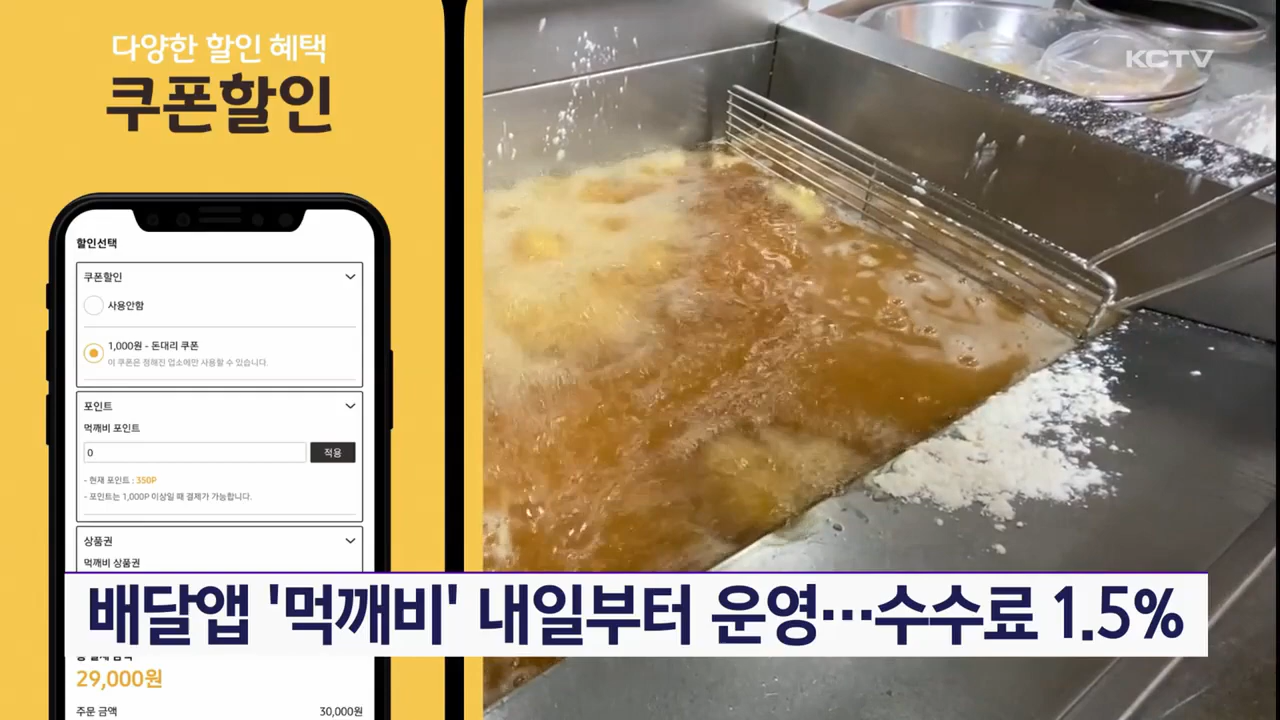 다양한 할인 혜택
쿠폰할인
KCTV
할인선택
쿠폰할인
사용안함
1,000원 - 돈대리 쿠폰
이 쿠폰은 정해진 업소에만 사용할 수 있습니다.
포인트
먹깨비 포인트
0
적용
- 현재 포인트 : 350P
- 포인트는 1,000P 이상일 때 결제가 가능합니다.
상품권
먹깨비 상품권
배달앱 '먹깨비' 내일부터 운영…수수료 1.5%
29,000원
주문 금액 30,000원